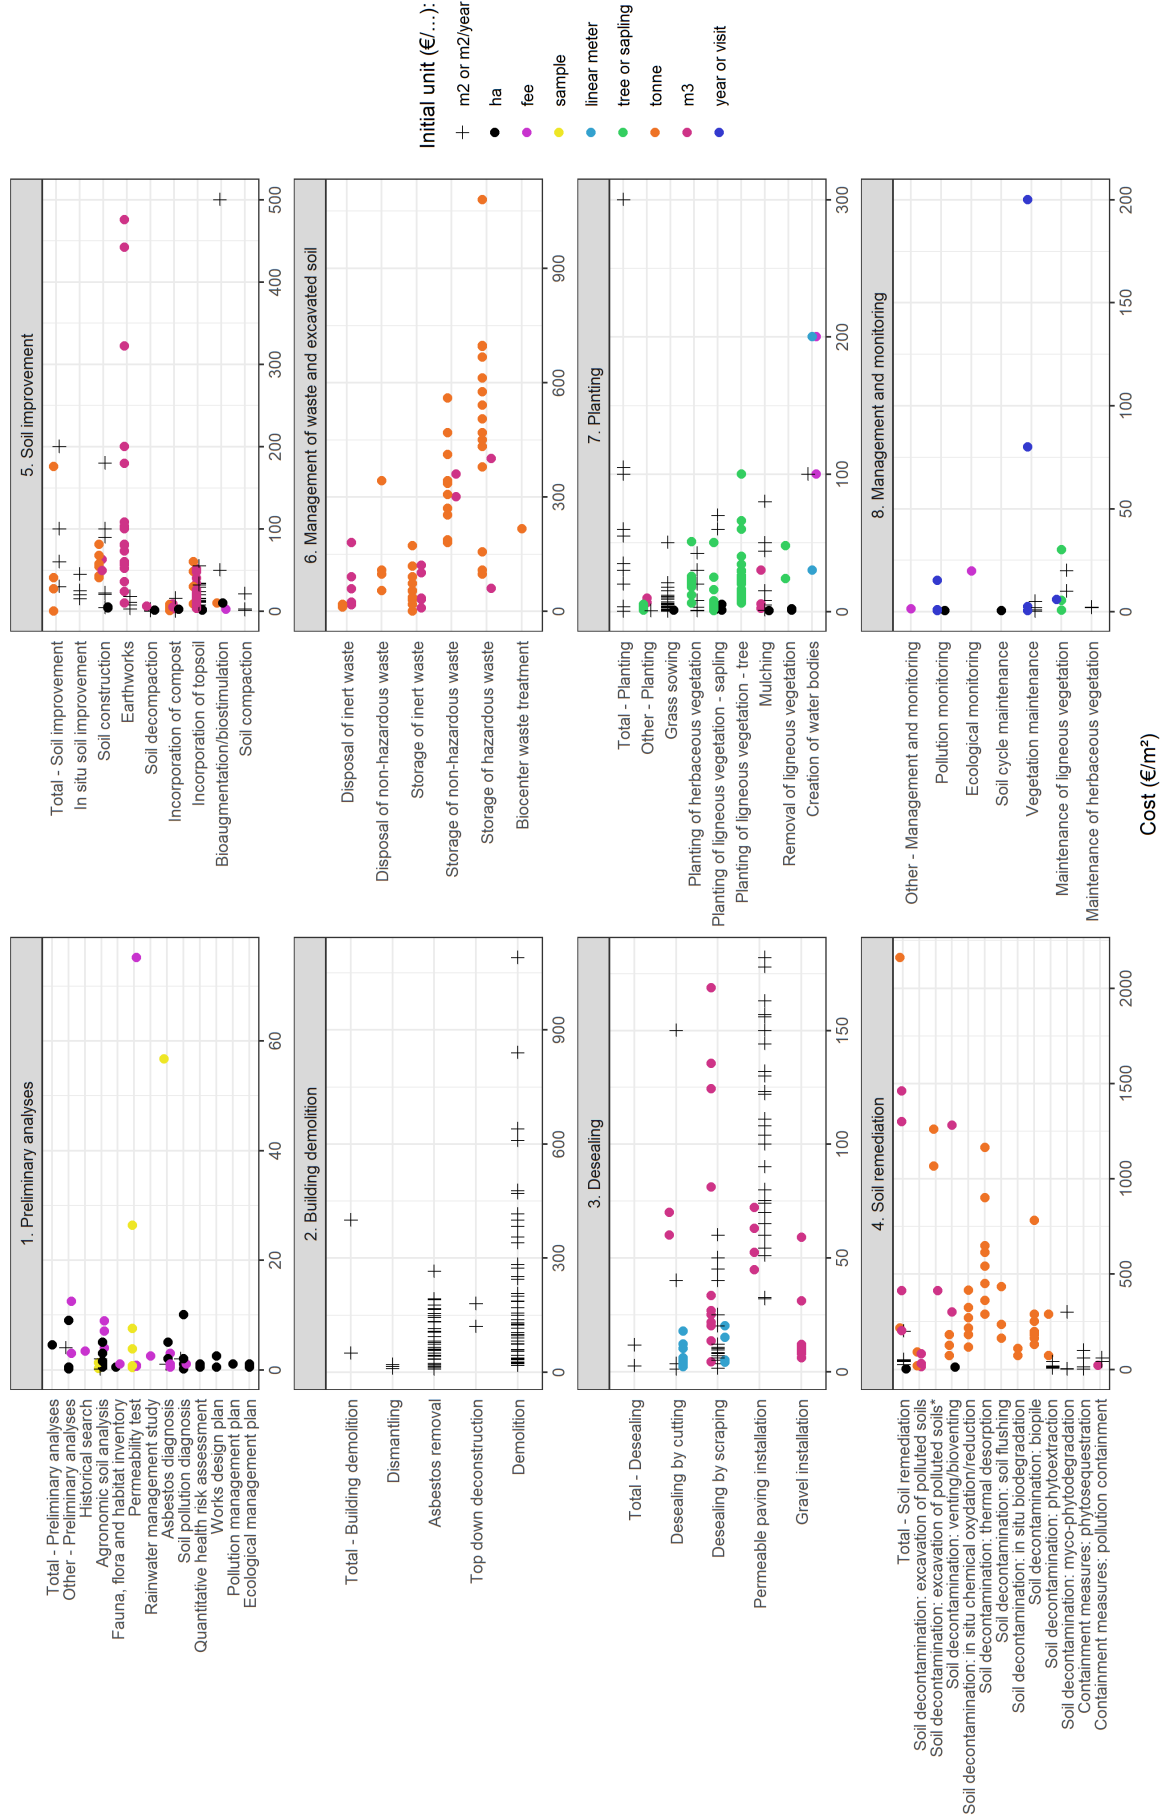 1. Preliminary analyses
Total - Preliminary analyses
Other - Preliminary analyses
Historical search
Agronomic soil analysis
Fauna, flora and habitat inventory
Permeability test
Rainwater management study
Asbestos diagnosis
Soil pollution diagnosis
Quantitative health risk assessment
Works design plan
Pollution management plan
Ecological management plan
0
20
40
60
5. Soil improvement
Total - Soil improvement
In situ soil improvement
Soil construction
Earthworks
Soil decompaction
Incorporation of compost
Incorporation of topsoil
Bioaugmentation/biostimulation
Soil compaction
0
100
200
300
400
500
2. Building demolition
Total - Building demolition
Dismantling
Asbestos removal
Top down deconstruction
Demolition
0
300
600
900
6. Management of waste and excavated soil
Disposal of inert waste
Disposal of non-hazardous waste
Storage of inert waste
Storage of non-hazardous waste
Storage of hazardous waste
Biocenter waste treatment
0
300
600
900
3. Desealing
Total - Desealing
Desealing by cutting
Desealing by scraping
Permeable paving installation
Gravel installation
0
50
100
150
7. Planting
Total - Planting
Other - Planting
Grass sowing
Planting of herbaceous vegetation
Planting of ligneous vegetation - sapling
Planting of ligneous vegetation - tree
Mulching
Removal of ligneous vegetation
Creation of water bodies
0
100
200
300
4. Soil remediation
Total - Soil remediation
Soil decontamination: excavation of polluted soils
Soil decontamination: excavation of polluted soils*
Soil decontamination: venting/bioventing
Soil decontamination: in situ chemical oxydation/reduction
Soil decontamination: thermal desorption
Soil decontamination: soil flushing
Soil decontamination: in situ biodegradation
Soil decontamination: biopile
Soil decontamination: phytoextraction
Soil decontamination: myco-phytodegradation
Containment measures: phytosequestration
Containment measures: pollution containment
0
500
1000
1500
2000
8. Management and monitoring
Other - Management and monitoring
Pollution monitoring
Ecological monitoring
Soil cycle maintenance
Vegetation maintenance
Maintenance of ligneous vegetation
Maintenance of herbaceous vegetation
0
50
100
150
200
Cost (€/m²)
Initial unit (€/...):
m2 or m2/year
ha
fee
sample
linear meter
tree or sapling
tonne
m3
year or visit